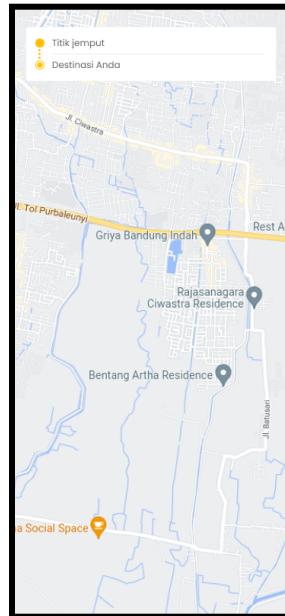 Titik jemput
Destinasi Anda
Jl. Ciwastra
Jl. Tol Purbaleunyi
Griya Bandung Indah
Rest A
Rajasanagara
Ciwastra Residence
Bentang Artha Residence
Jl. Batusari
a Social Space